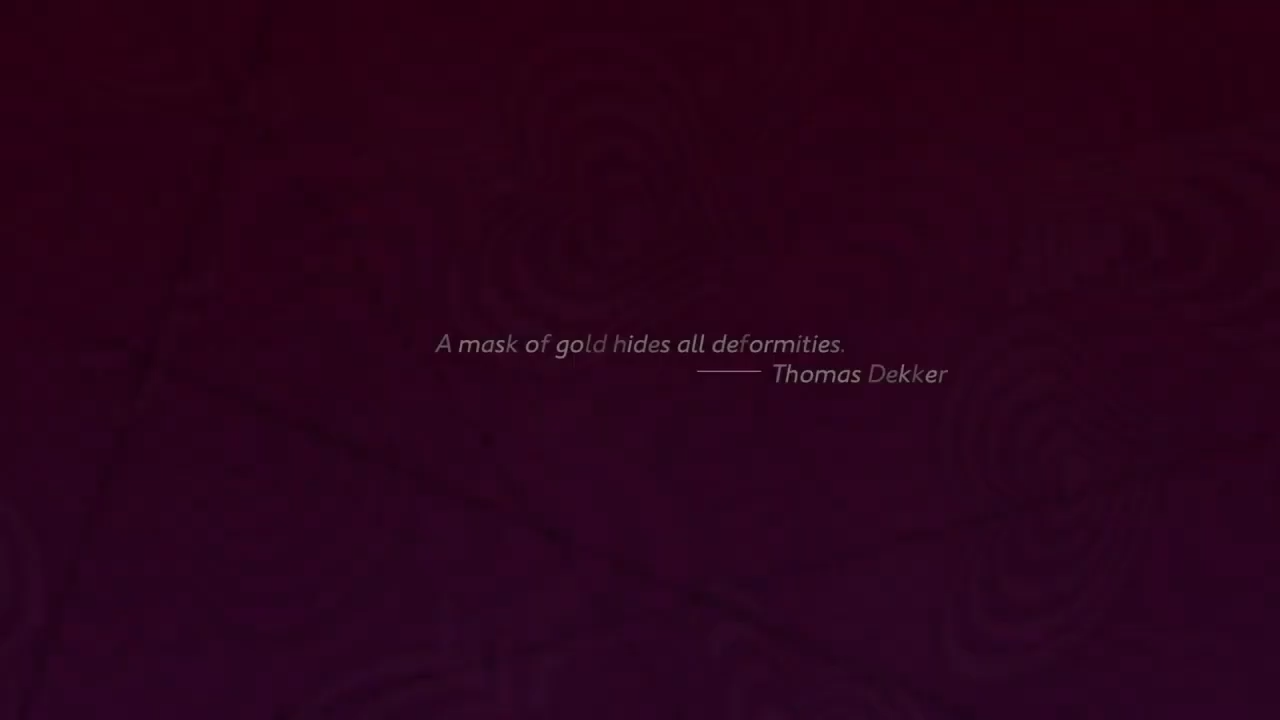 A mask of gold hides all deformities.
Thomas Dekker